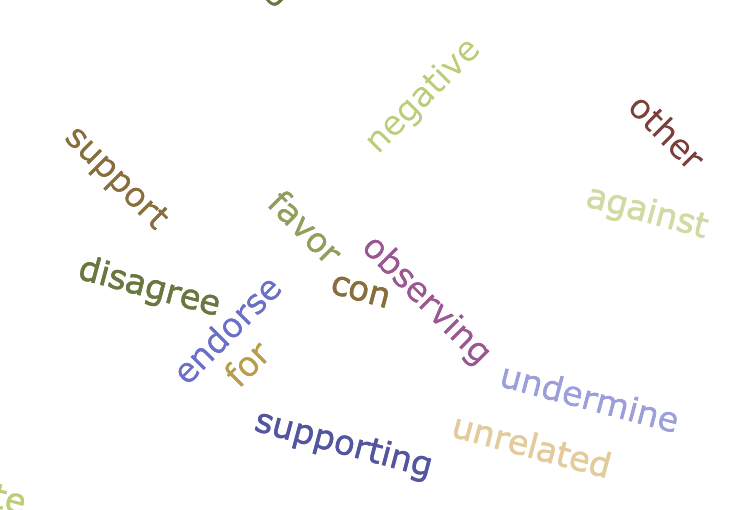 negative
other
support
against
favor
observing
disagree
con
endorse
for
undermine
supporting
unrelated